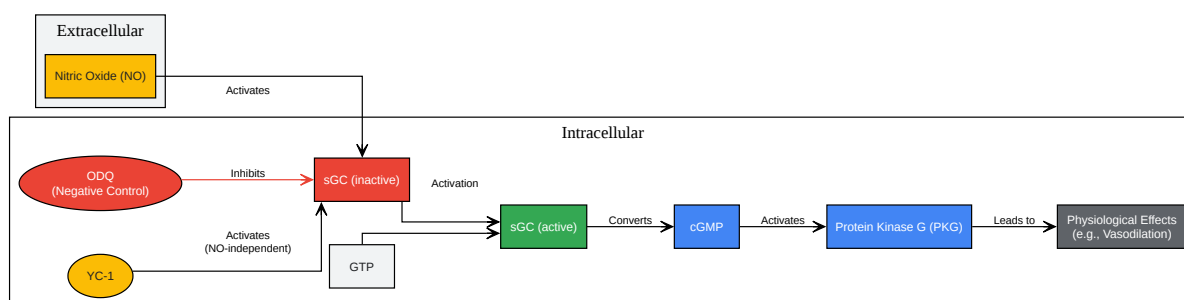 Extracellular
Nitric Oxide (NO)
Activates
Intracellular
ODQ
(Negative Control)
Inhibits
sGC (inactive)
Activation
Activates
(NO-independent)
YC-1
GTP
sGC (active)
Converts
cGMP
Activates
Protein Kinase G (PKG)
Leads to
Physiological Effects
(e.g., Vasodilation)